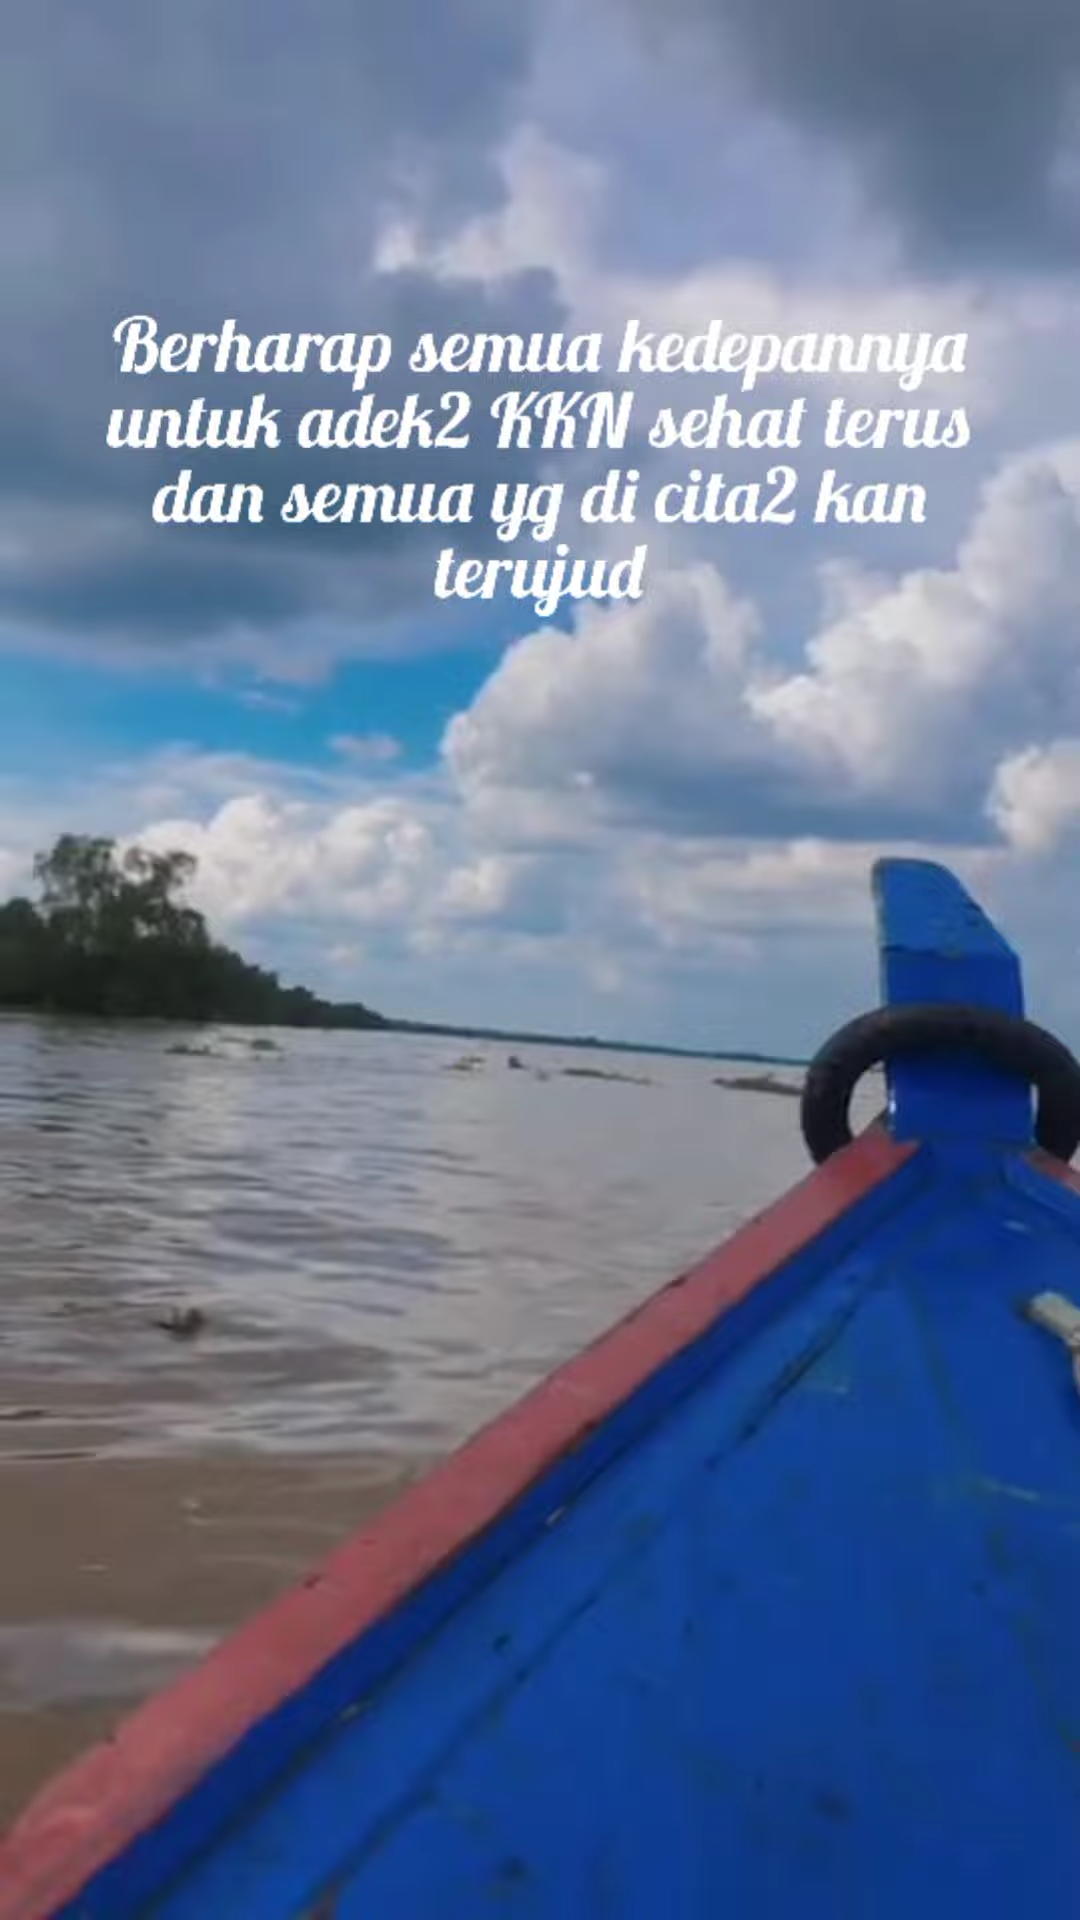 Berharap semua kedepannya
untuk adek2 KKN sehat terus
dan semua yg di cita2 kan
terujud